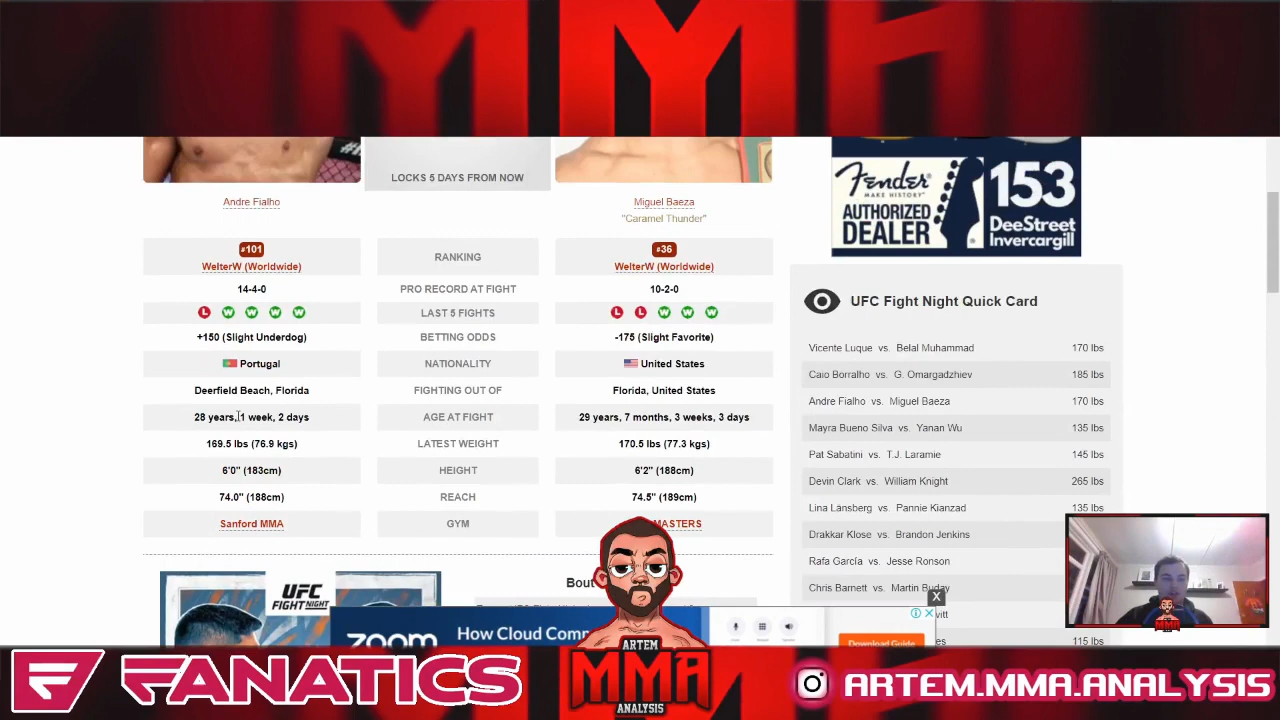 MMA
LOCKS 5 DAYS FROM NOW
Andre Fialho
Miguel Baeza
"Caramel Thunder"
#101
WelterW (Worldwide)
RANKING
#36
WelterW (Worldwide)
14-4-0
PRO RECORD AT FIGHT
10-2-0
L W W W W
LAST 5 FIGHTS
L L W W W
+150 (Slight Underdog)
BETTING ODDS
-175 (Slight Favorite)
Portugal
NATIONALITY
United States
Deerfield Beach, Florida
FIGHTING OUT OF
Florida, United States
28 years, 1 week, 2 days
AGE AT FIGHT
29 years, 7 months, 3 weeks, 3 days
169.5 lbs (76.9 kgs)
LATEST WEIGHT
170.5 lbs (77.3 kgs)
6'0" (183cm)
HEIGHT
6'2" (188cm)
74.0" (188cm)
REACH
74.5" (189cm)
Sanford MMA
GYM
MASTERS
Fender
MAKE HISTORY
AUTHORIZED
DEALER
153
DeeStreet
Invercargill
UFC Fight Night Quick Card
Vicente Luque vs. Belal Muhammad 170 lbs
Caio Borralho vs. G. Omargadzhiev 185 lbs
Andre Fialho vs. Miguel Baeza 170 lbs
Mayra Bueno Silva vs. Yanan Wu 135 lbs
Pat Sabatini vs. T.J. Laramie 145 lbs
Devin Clark vs. William Knight 265 lbs
Lina Lansberg vs. Pannie Kianzad 135 lbs
Drakkar Klose vs. Brandon Jenkins
Rafa García vs. Jesse Ronson
Chris Barnett vs. Martin Buday
vitt
es 115 lbs
Bout
UFC
FIGHT NIGHT
zoom
How Cloud Comm
Download Guide
X
FANATICS
ARTEM
MMA
ANALYSIS
ARTEM.MMA.ANALYSIS